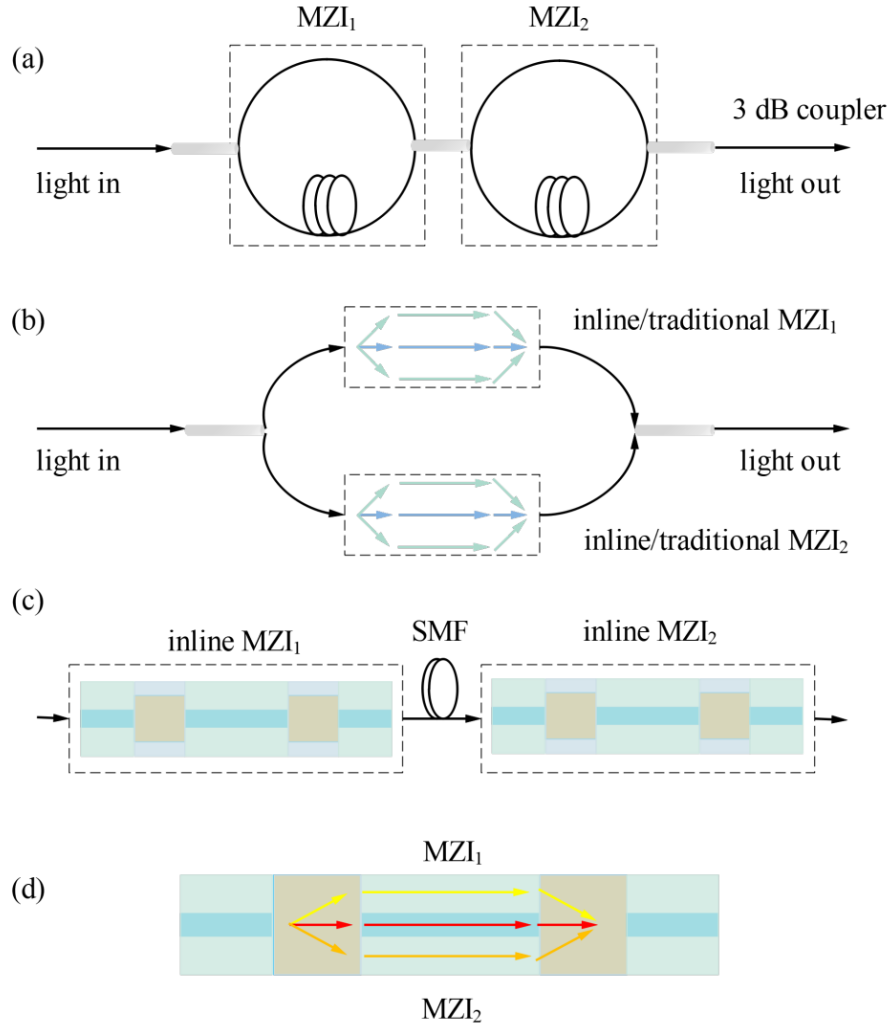 MZI₁ MZI₂
(a)
3 dB coupler
light in light out
(b)
inline/traditional MZI₁
light in light out
inline/traditional MZI₂
(c)
inline MZI₁ SMF inline MZI₂
MZI₁
(d)
MZI₂